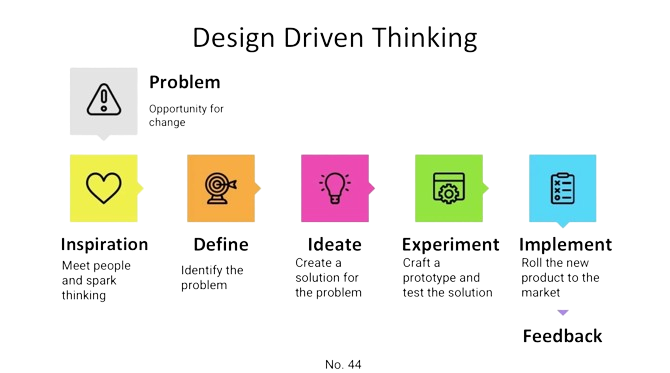 Design Driven Thinking
Problem
Opportunity for
change
Inspiration
Meet people
and spark
thinking
Define
Identify the
problem
Ideate
Create a
solution for
the problem
Experiment
Craft a
prototype and
test the solution
Implement
Roll the new
product to the
market
Feedback
No. 44